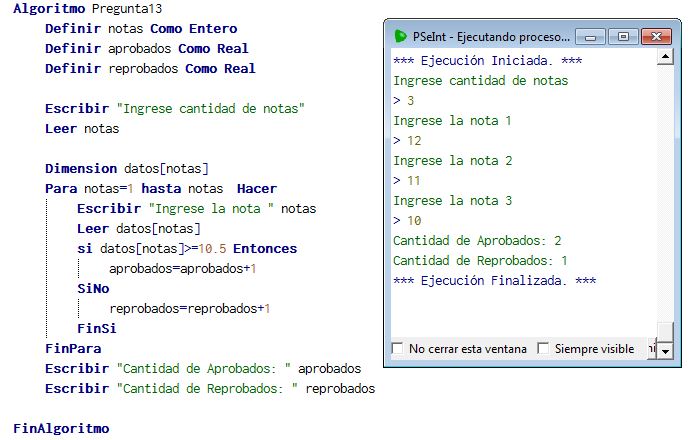 Algoritmo Pregunta13
Definir notas Como Entero
Definir aprobados Como Real
Definir reprobados Como Real
Escribir "Ingrese cantidad de notas"
Leer notas
Dimension datos[notas]
Para notas=1 hasta notas Hacer
Escribir "Ingrese la nota " notas
Leer datos[notas]
si datos[notas]>=10.5 Entonces
aprobados=aprobados+1
SiNo
reprobados=reprobados+1
FinSi
FinPara
Escribir "Cantidad de Aprobados: " aprobados
Escribir "Cantidad de Reprobados: " reprobados
FinAlgoritmo
PSeInt - Ejecutando proceso...
*** Ejecución Iniciada. ***
Ingrese cantidad de notas
> 3
Ingrese la nota 1
> 12
Ingrese la nota 2
> 11
Ingrese la nota 3
> 10
Cantidad de Aprobados: 2
Cantidad de Reprobados: 1
*** Ejecución Finalizada. ***
No cerrar esta ventana Siempre visible